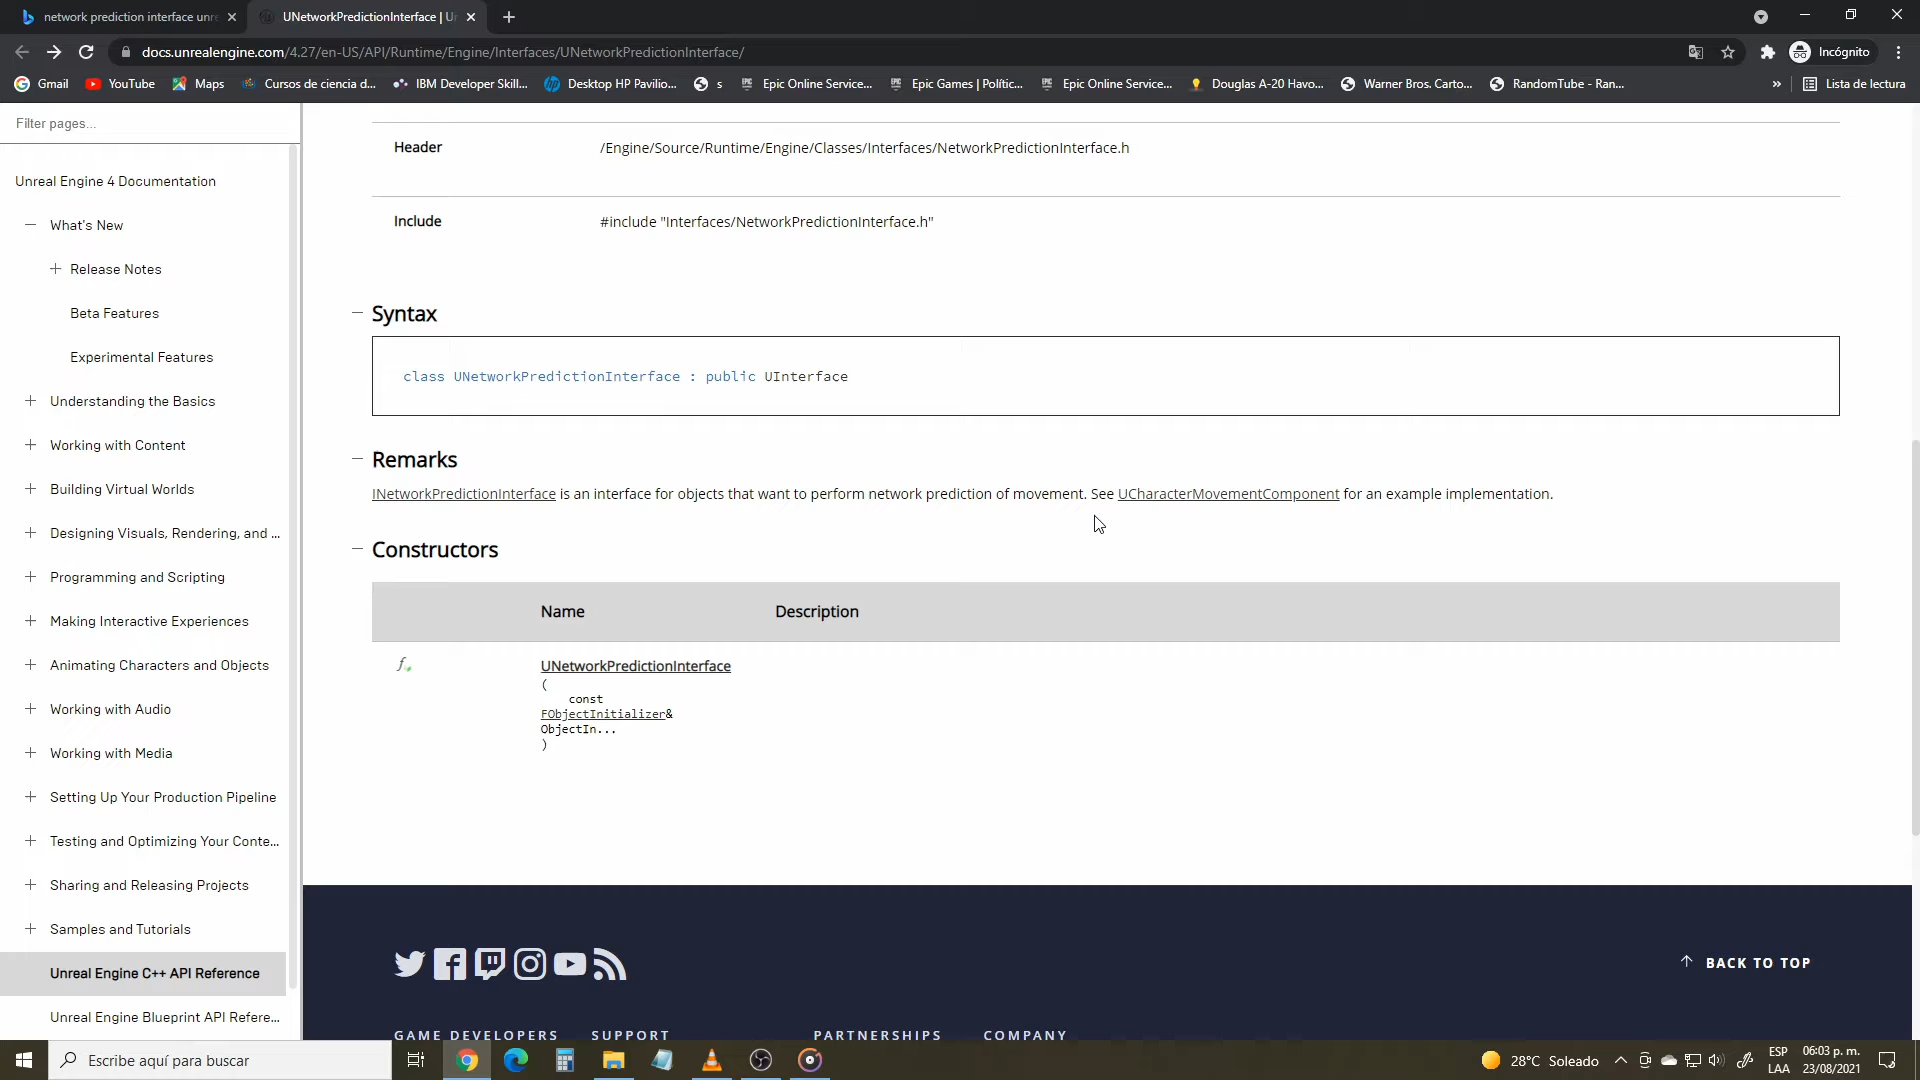 network prediction interface unre
UNetworkPredictionInterface | Un
docs.unrealengine.com/4.27/en-US/API/Runtime/Engine/Interfaces/UNetworkPredictionInterface/
Incógnito
Gmail
YouTube
Maps
Cursos de ciencia d...
IBM Developer Skill...
Desktop HP Pavilio...
s
Epic Online Service...
Epic Games | Polític...
Epic Online Service...
Douglas A-20 Havo...
Warner Bros. Carto...
RandomTube - Ran...
»
Lista de lectura
Filter pages...
Unreal Engine 4 Documentation
What's New
Release Notes
Beta Features
Experimental Features
Understanding the Basics
Working with Content
Building Virtual Worlds
Designing Visuals, Rendering, and ...
Programming and Scripting
Making Interactive Experiences
Animating Characters and Objects
Working with Audio
Working with Media
Setting Up Your Production Pipeline
Testing and Optimizing Your Conte...
Sharing and Releasing Projects
Samples and Tutorials
Unreal Engine C++ API Reference
Unreal Engine Blueprint API Refere...
Header
/Engine/Source/Runtime/Engine/Classes/Interfaces/NetworkPredictionInterface.h
Include
#include "Interfaces/NetworkPredictionInterface.h"
Syntax
class UNetworkPredictionInterface : public UInterface
Remarks
INetworkPredictionInterface is an interface for objects that want to perform network prediction of movement. See UCharacterMovementComponent for an example implementation.
Constructors
Name
Description
UNetworkPredictionInterface
(
const
FObjectInitializer&
ObjectIn...
)
BACK TO TOP
GAME DEVELOPERS
SUPPORT
PARTNERSHIPS
COMPANY
Escribe aquí para buscar
28°C Soleado
ESP
LAA
06:03 p. m.
23/08/2021